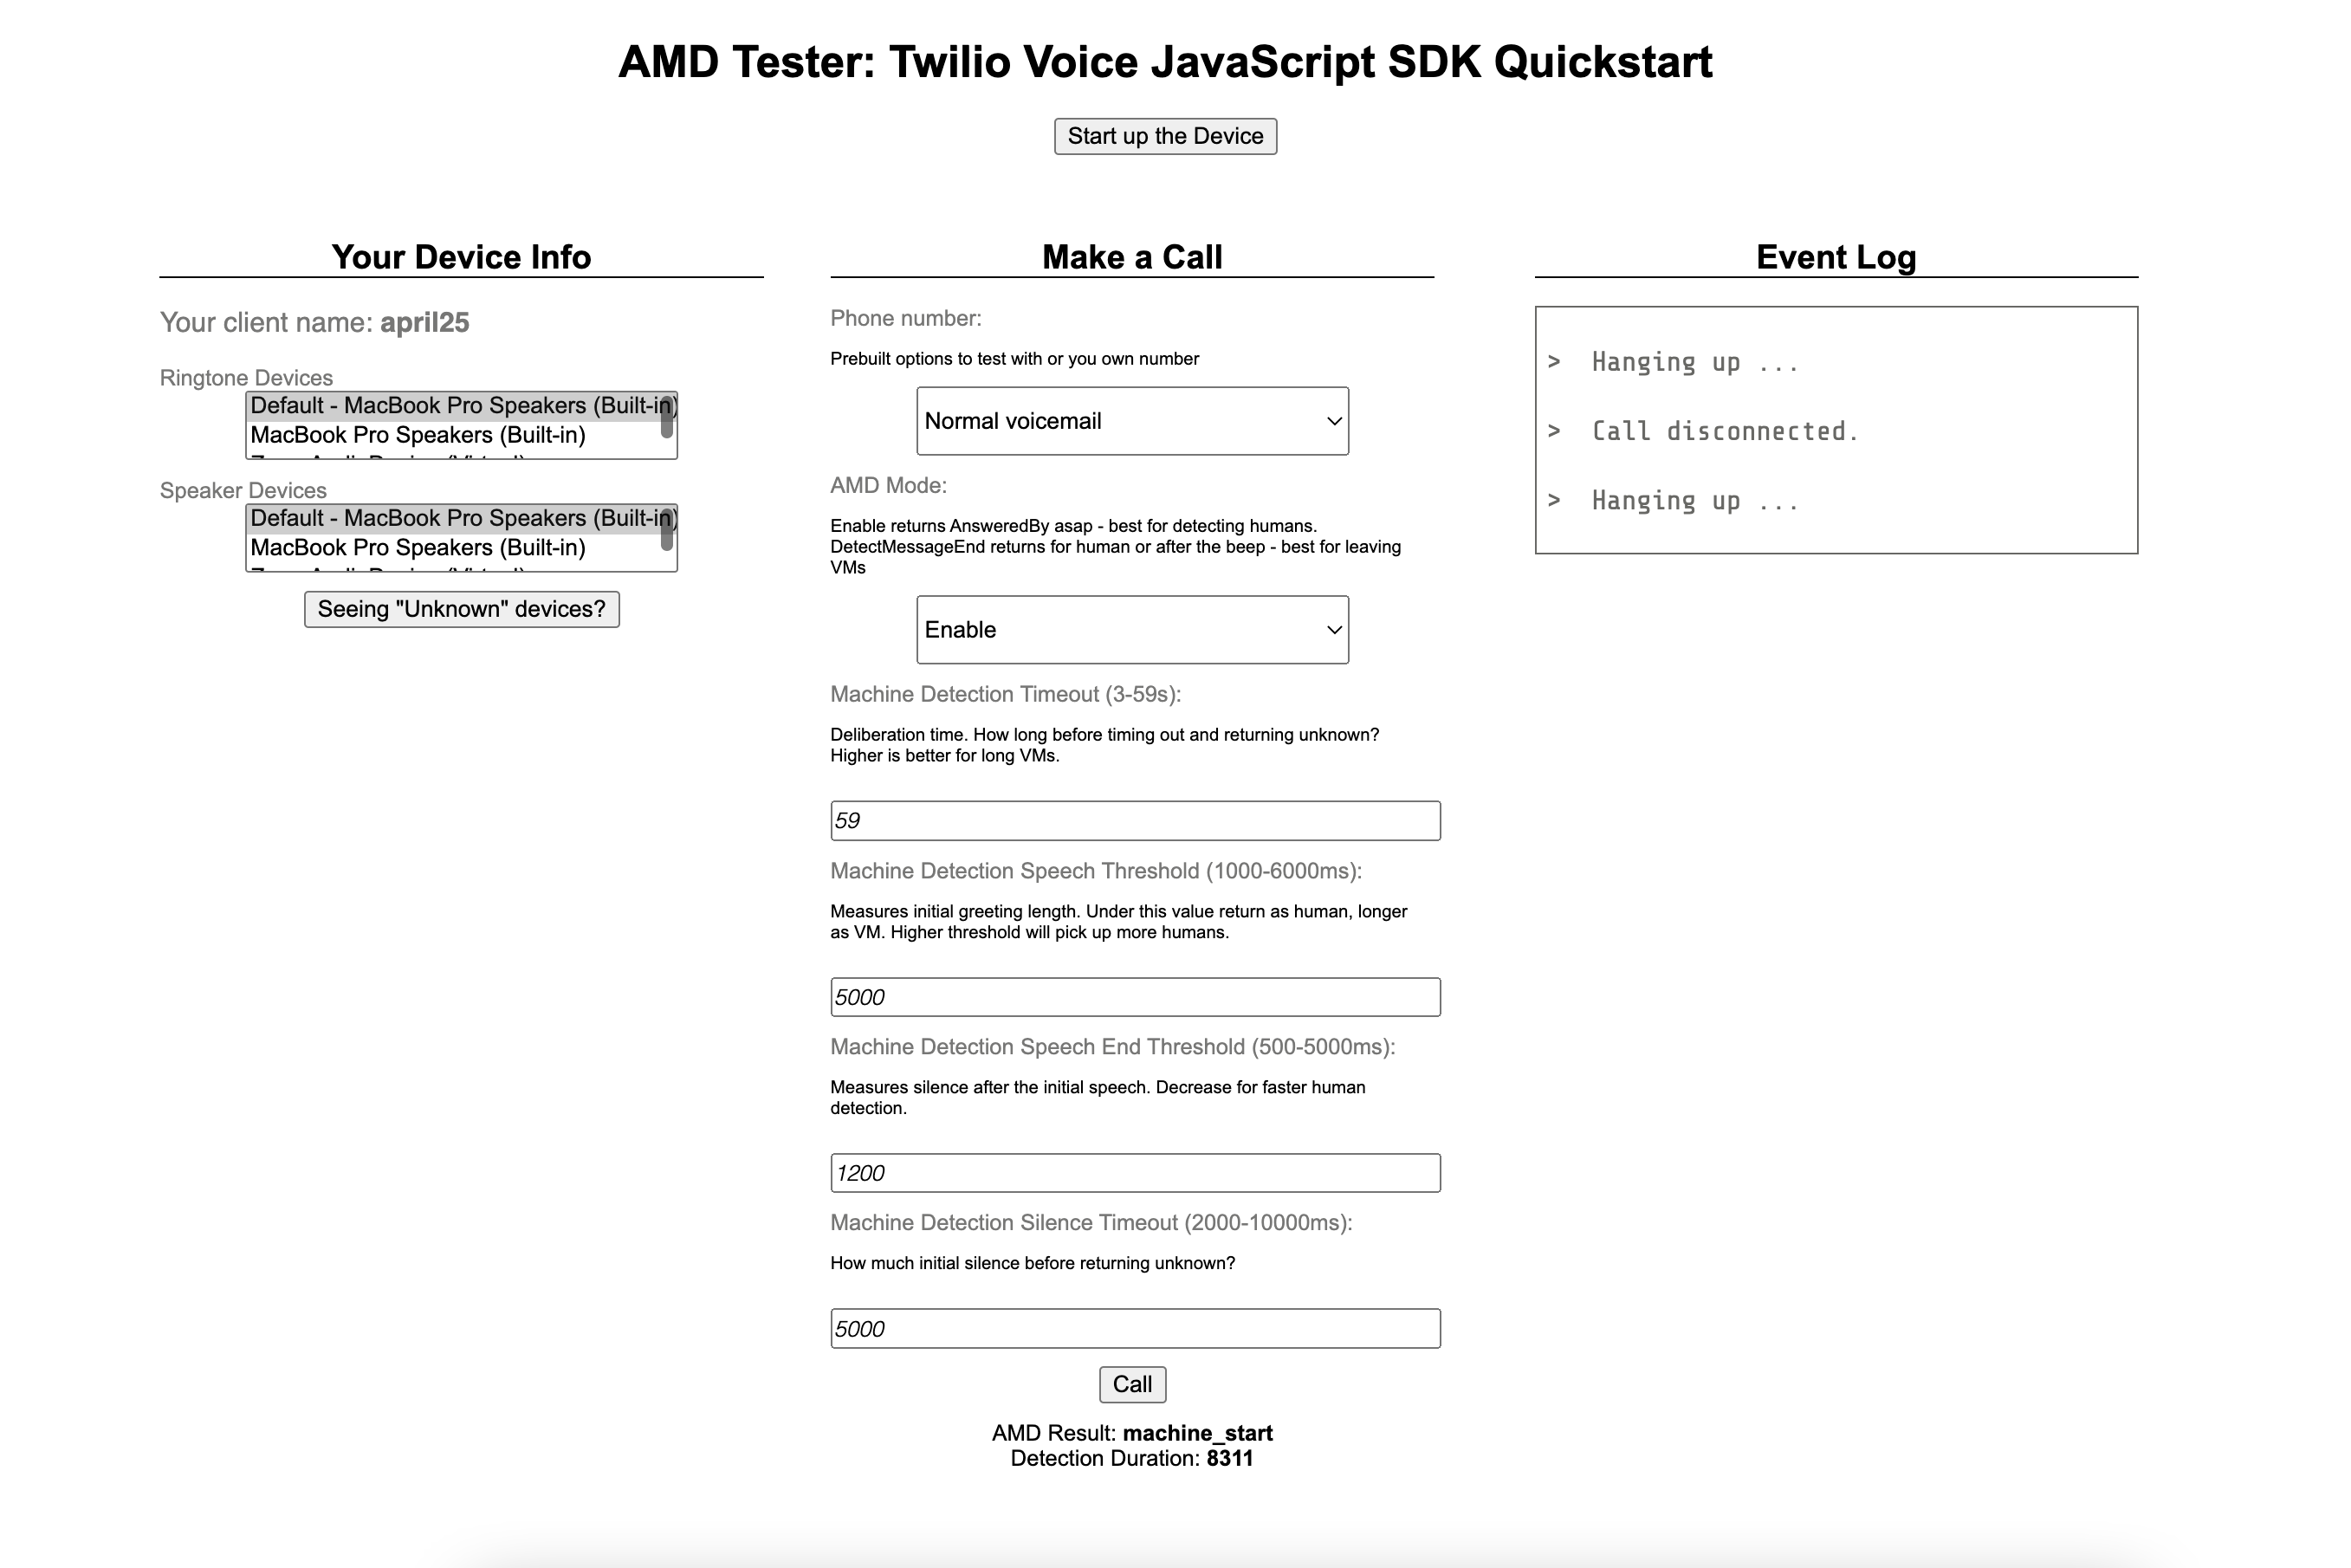 AMD Tester: Twilio Voice JavaScript SDK Quickstart
Start up the Device
Your Device Info
Your client name: april25
Ringtone Devices
Default - MacBook Pro Speakers (Built-in)
MacBook Pro Speakers (Built-in)
Speaker Devices
Default - MacBook Pro Speakers (Built-in)
MacBook Pro Speakers (Built-in)
Seeing "Unknown" devices?
Make a Call
Phone number:
Prebuilt options to test with or you own number
Normal voicemail
AMD Mode:
Enable returns AnsweredBy asap - best for detecting humans.
DetectMessageEnd returns for human or after the beep - best for leaving
VMs
Enable
Machine Detection Timeout (3-59s):
Deliberation time. How long before timing out and returning unknown?
Higher is better for long VMs.
59
Machine Detection Speech Threshold (1000-6000ms):
Measures initial greeting length. Under this value return as human, longer
as VM. Higher threshold will pick up more humans.
5000
Machine Detection Speech End Threshold (500-5000ms):
Measures silence after the initial speech. Decrease for faster human
detection.
1200
Machine Detection Silence Timeout (2000-10000ms):
How much initial silence before returning unknown?
5000
Call
AMD Result: machine_start
Detection Duration: 8311
Event Log
> Hanging up ...
> Call disconnected.
> Hanging up ...